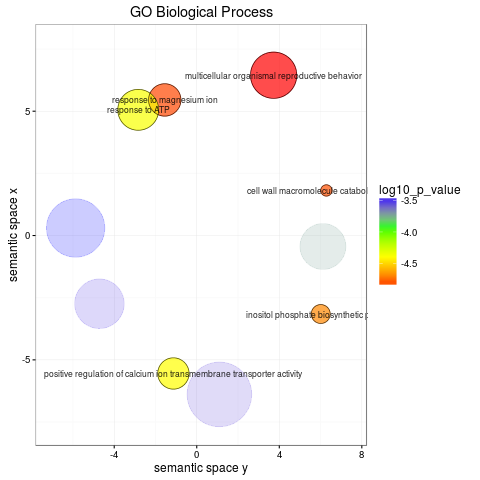 GO Biological Process
multicellular organismal reproductive behavior
response to magnesium ion
response to ATP
cell wall macromolecule catabol
inositol phosphate biosynthetic p
positive regulation of calcium ion transmembrane transporter activity
semantic space x
5
0
-5
-4
0
4
8
semantic space y
log10_p_value
-3.5
-4.0
-4.5